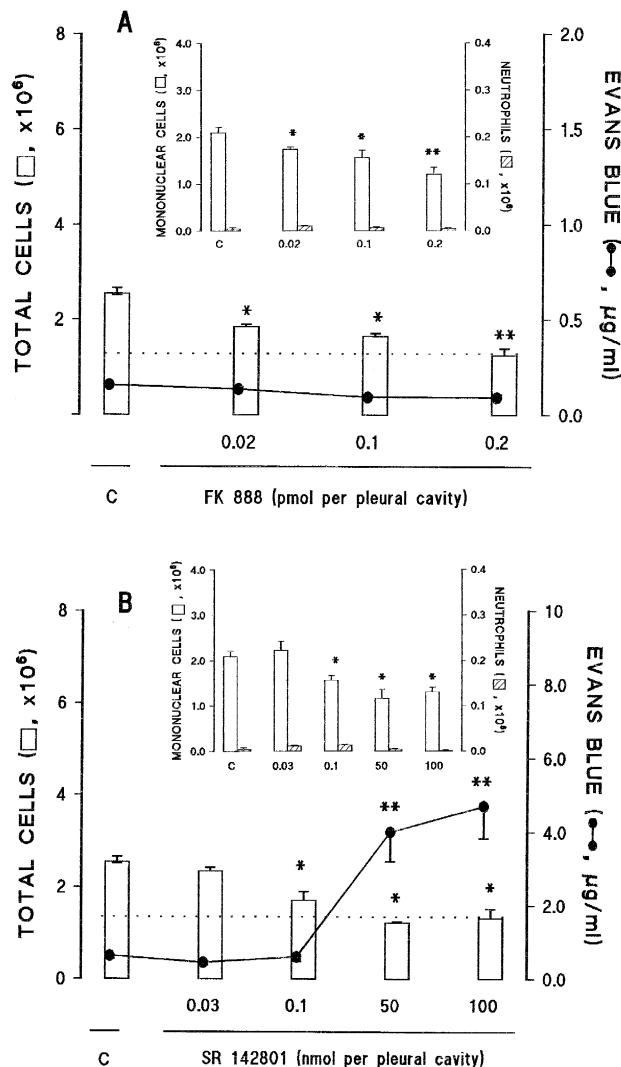 A
TOTAL CELLS (□, x10⁶)
8
6
4
2
MONONUCLEAR CELLS (□, x10⁶)
4.0
3.0
2.0
1.0
0.0
NEUTROPHILS (▨, x10⁶)
0.4
0.3
0.2
0.1
0.0
* * **
C 0.02 0.1 0.2
EVANS BLUE (●-●, µg/ml)
2.0
1.5
1.0
0.5
0.0
* * **
0.02 0.1 0.2
C FK 888 (pmol per pleural cavity)
B
TOTAL CELLS (□, x10⁶)
8
6
4
2
0
MONONUCLEAR CELLS (□, x10⁶)
4.0
3.0
2.0
1.0
0.0
NEUTROPHILS (▨, x10⁶)
0.4
0.3
0.2
0.1
0.0
* * *
C 0.03 0.1 50 100
EVANS BLUE (●-●, µg/ml)
10
8.0
6.0
4.0
2.0
0.0
** **
* * *
0.03 0.1 50 100
C SR 142801 (nmol per pleural cavity)